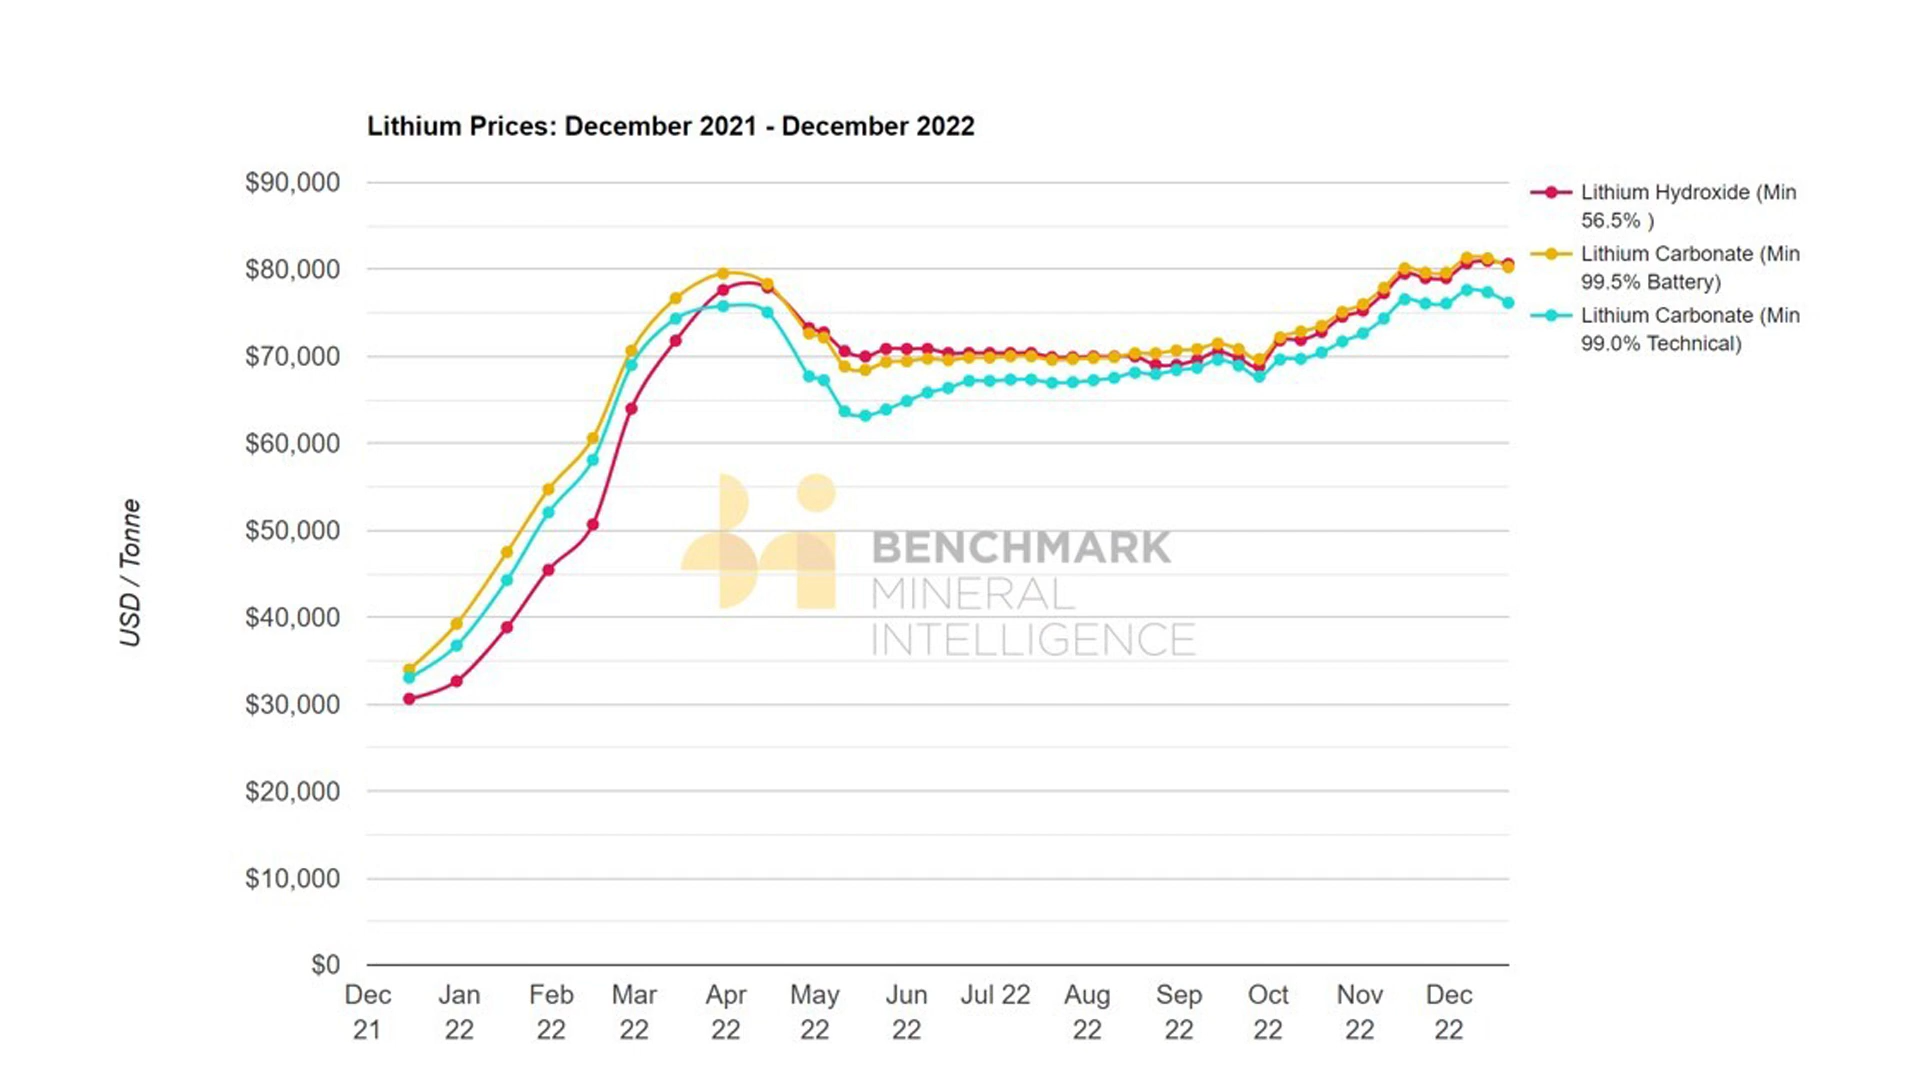 Lithium Prices: December 2021 - December 2022
$90,000
$80,000
$70,000
$60,000
$50,000
$40,000
$30,000
$20,000
$10,000
$0
USD / Tonne
Dec 21
Jan 22
Feb 22
Mar 22
Apr 22
May 22
Jun 22
Jul 22
Aug 22
Sep 22
Oct 22
Nov 22
Dec 22
Lithium Hydroxide (Min
56.5% )
Lithium Carbonate (Min
99.5% Battery)
Lithium Carbonate (Min
99.0% Technical)
BENCHMARK
MINERAL
INTELLIGENCE